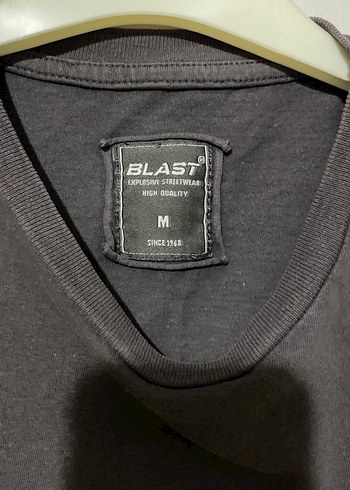 BLAST®
EXPLOSIVE STREETWEAR
HIGH QUALITY
M
SINCE 1968